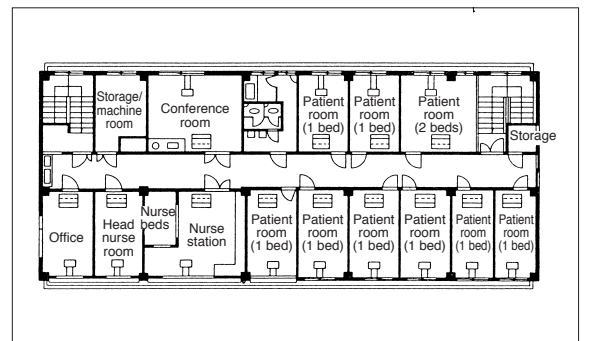 Storage/
machine
room
Conference
room
Patient
room
(1 bed)
Patient
room
(1 bed)
Patient
room
(2 beds)
Storage
Office
Head
nurse
room
Nurse
beds
Nurse
station
Patient
room
(1 bed)
Patient
room
(1 bed)
Patient
room
(1 bed)
Patient
room
(1 bed)
Patient
room
(1 bed)
Patient
room
(1 bed)